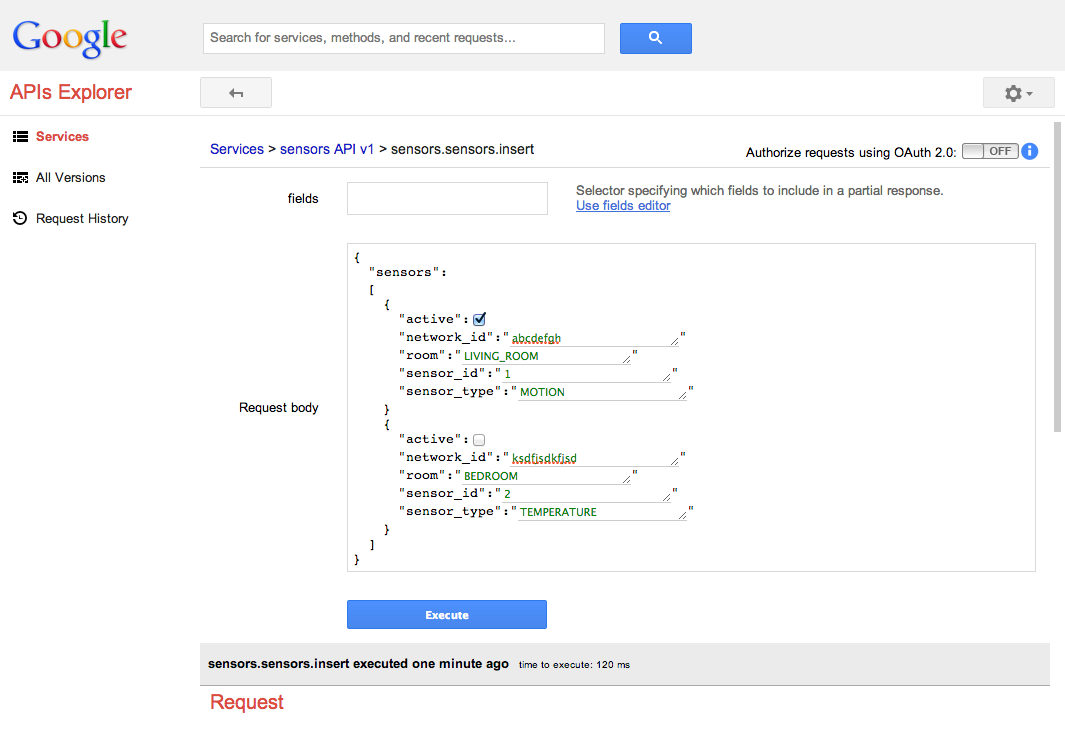 Google
Search for services, methods, and recent requests...
APIs Explorer
Services
All Versions
Request History
Services > sensors API v1 > sensors.sensors.insert
Authorize requests using OAuth 2.0: OFF i
fields
Selector specifying which fields to include in a partial response.
Use fields editor
Request body
{
"sensors":
[
{
"active":
"network_id":"abcdefgh"
"room":"LIVING_ROOM"
"sensor_id":"1"
"sensor_type":"MOTION"
}
{
"active":
"network_id":"ksdfjsdkfjsd"
"room":"BEDROOM"
"sensor_id":"2"
"sensor_type":"TEMPERATURE"
}
]
}
Execute
sensors.sensors.insert executed one minute ago time to execute: 120 ms
Request